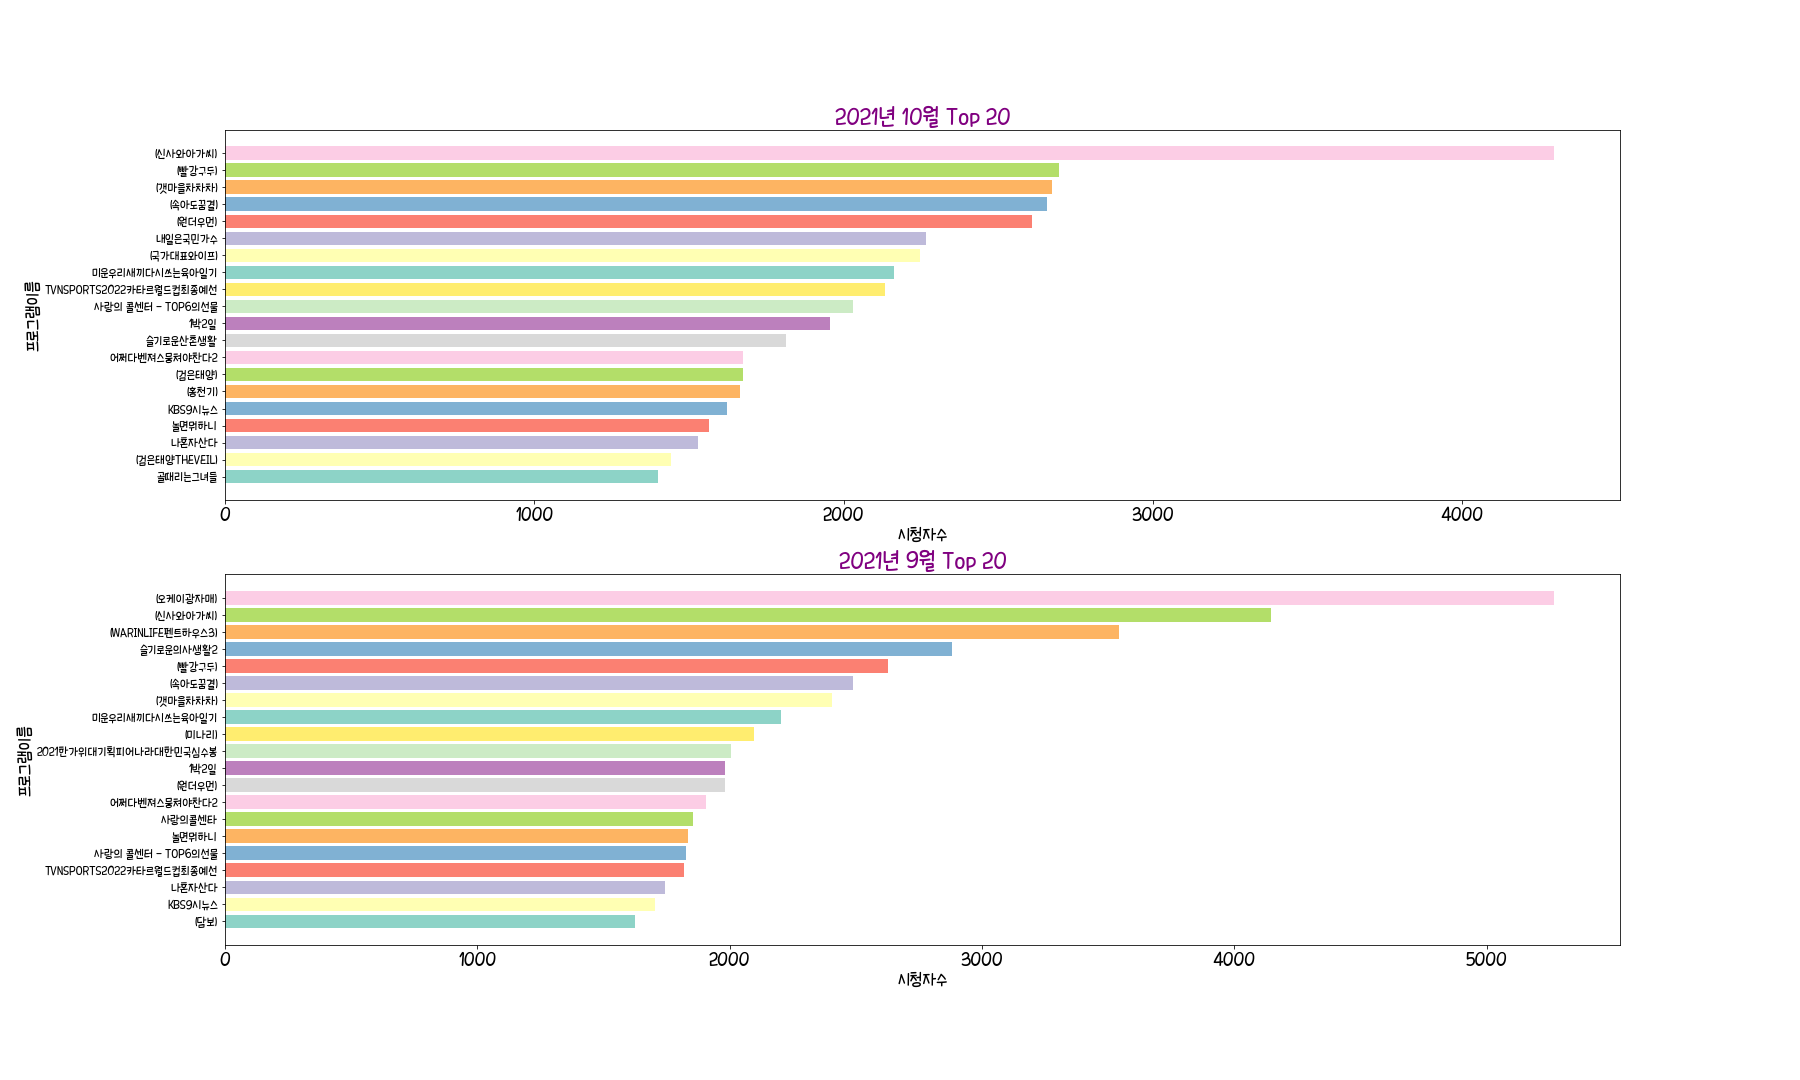 2021년 10월 Top 20
프로그램이름
(신사와아가씨)
(빨강구두)
(갯마을차차차)
(속아도꿈결)
(원더우먼)
내일은국민가수
(국가대표와이프)
미운우리새끼다시쓰는육아일기
TVNSPORTS2022카타르월드컵최종예선
사랑의 콜센터 - TOP6의선물
1박2일
슬기로운산촌생활
어쩌다벤져스뭉쳐야찬다2
(검은태양)
(홍천기)
KBS9시뉴스
놀면뭐하니
나혼자산다
(검은태양THEVEIL)
골때리는그녀들
0 1000 2000 3000 4000
시청자수
2021년 9월 Top 20
프로그램이름
(오케이광자매)
(신사와아가씨)
(WARINLIFE펜트하우스3)
슬기로운의사생활2
(빨강구두)
(속아도꿈결)
(갯마을차차차)
미운우리새끼다시쓰는육아일기
(미나리)
2021한가위대기획피어나라대한민국심수봉
1박2일
(원더우먼)
어쩌다벤져스뭉쳐야찬다2
사랑의콜센타
놀면뭐하니
사랑의 콜센터 - TOP6의선물
TVNSPORTS2022카타르월드컵최종예선
나혼자산다
KBS9시뉴스
(담보)
0 1000 2000 3000 4000 5000
시청자수